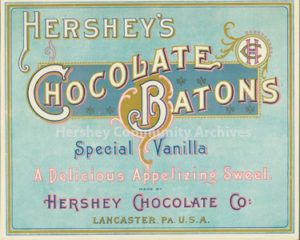 HERSHEY'S
CHOCOLATE
BATONS
Hershey Community Archives
Special Vanilla
A Delicious Appetizing Sweet.
MADE BY
HERSHEY CHOCOLATE CO:
LANCASTER, PA. U.S.A.